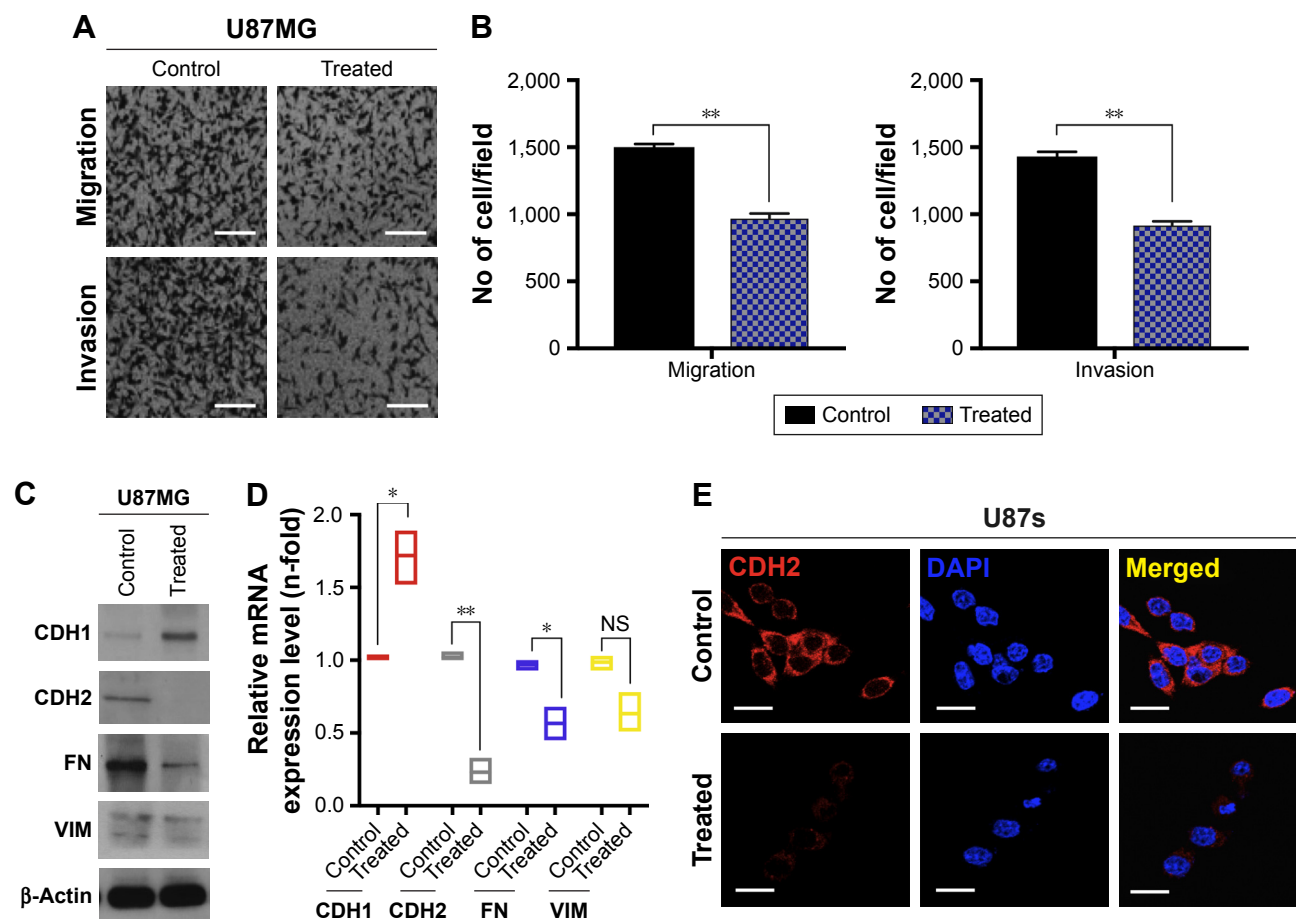 A
U87MG
Control Treated
Migration
Invasion
B
No of cell/field
2,000
1,500
1,000
500
0
**
Migration
No of cell/field
2,000
1,500
1,000
500
0
**
Invasion
Control Treated
C
U87MG
Control Treated
CDH1
CDH2
FN
VIM
β-Actin
D
Relative mRNA
expression level (n-fold)
2.0
1.5
1.0
0.5
0.0
*
**
*
NS
Control Treated Control Treated Control Treated Control Treated
CDH1 CDH2 FN VIM
E
U87s
CDH2 DAPI Merged
Control
Treated